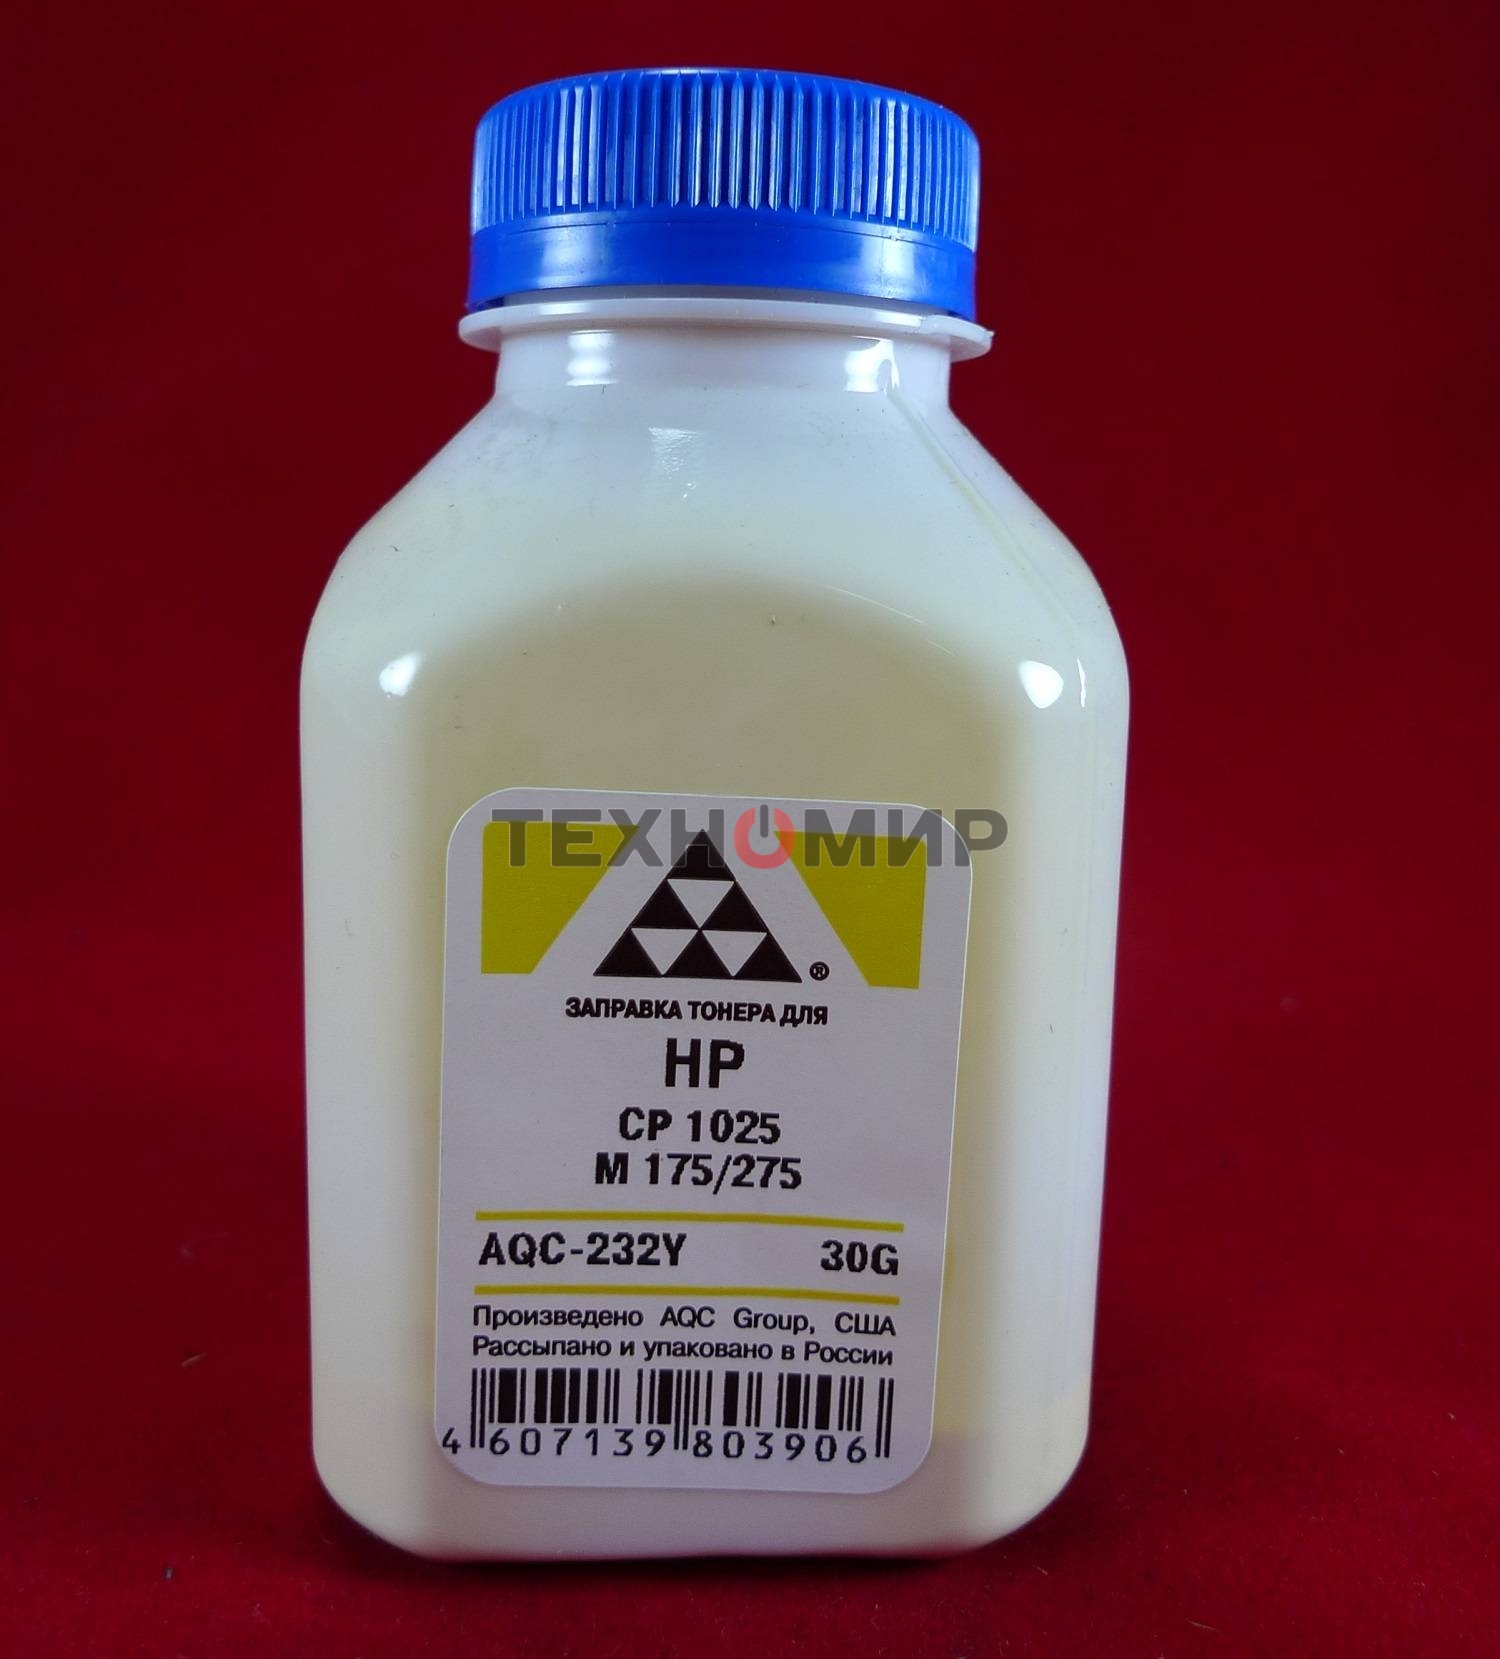 ТЕХНОМИР
®
ЗАПРАВКА ТОНЕРА ДЛЯ
HP
CP 1025
M 175/275
AQC-232Y 30G
Произведено AQC Group, США
Рассыпано и упаковано в России
4 607139 803906